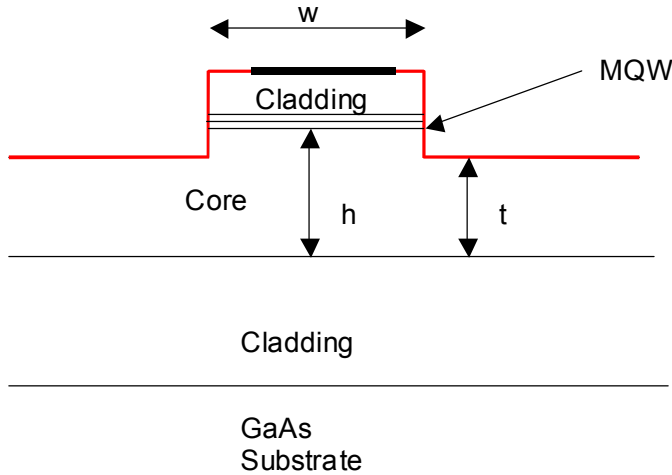 w
MQW
Cladding
Core
h
t
Cladding
GaAs
Substrate